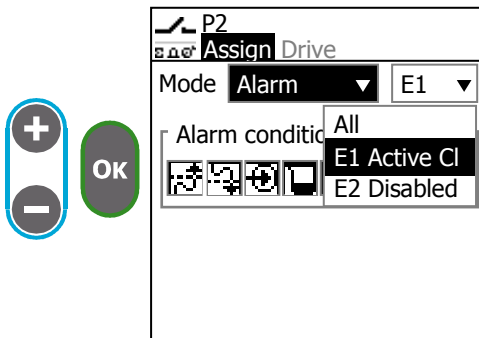 P2
Assign Drive
Mode Alarm E1
Alarm conditic All
E1 Active Cl
E2 Disabled
OK